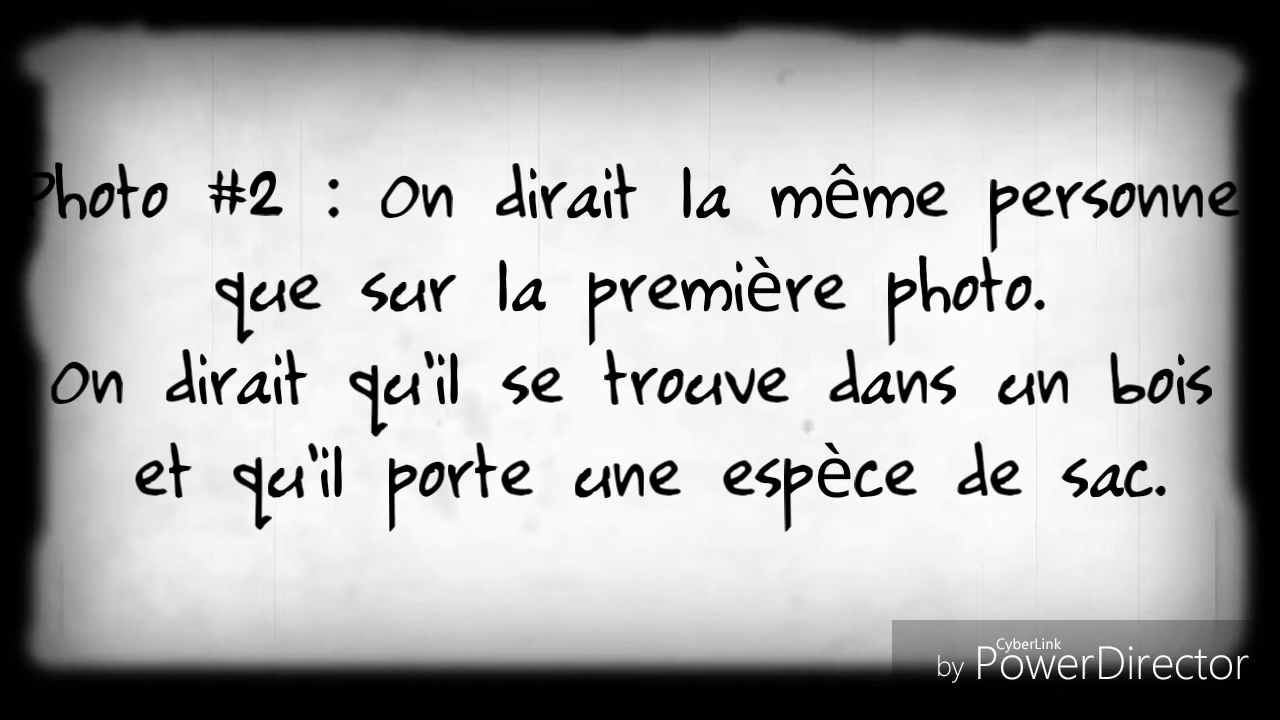 Photo #2 : On dirait la même personne
que sur la première photo.
On dirait qu'il se trouve dans un bois
et qu'il porte une espèce de sac.
CyberLink
by PowerDirector